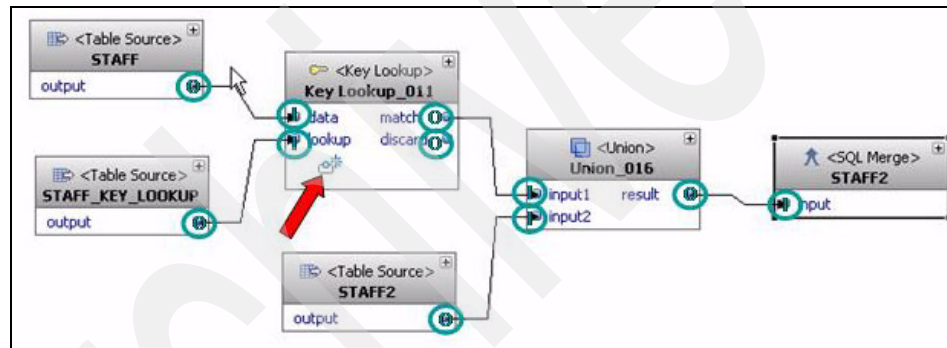 <Table Source>
STAFF
output
<Key Lookup>
Key Lookup_011
data match
lookup discard
<Table Source>
STAFF_KEY_LOOKUP
output
<Union>
Union_016
input1 result
input2
<SQL Merge>
STAFF2
input
<Table Source>
STAFF2
output